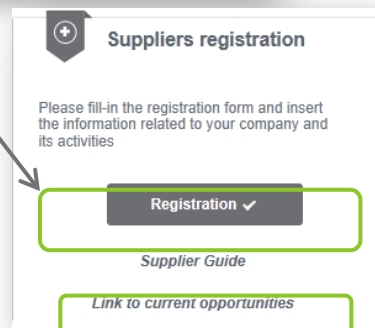 Suppliers registration
Please fill-in the registration form and insert
the information related to your company and
its activities
Registration ✓
Supplier Guide
Link to current opportunities